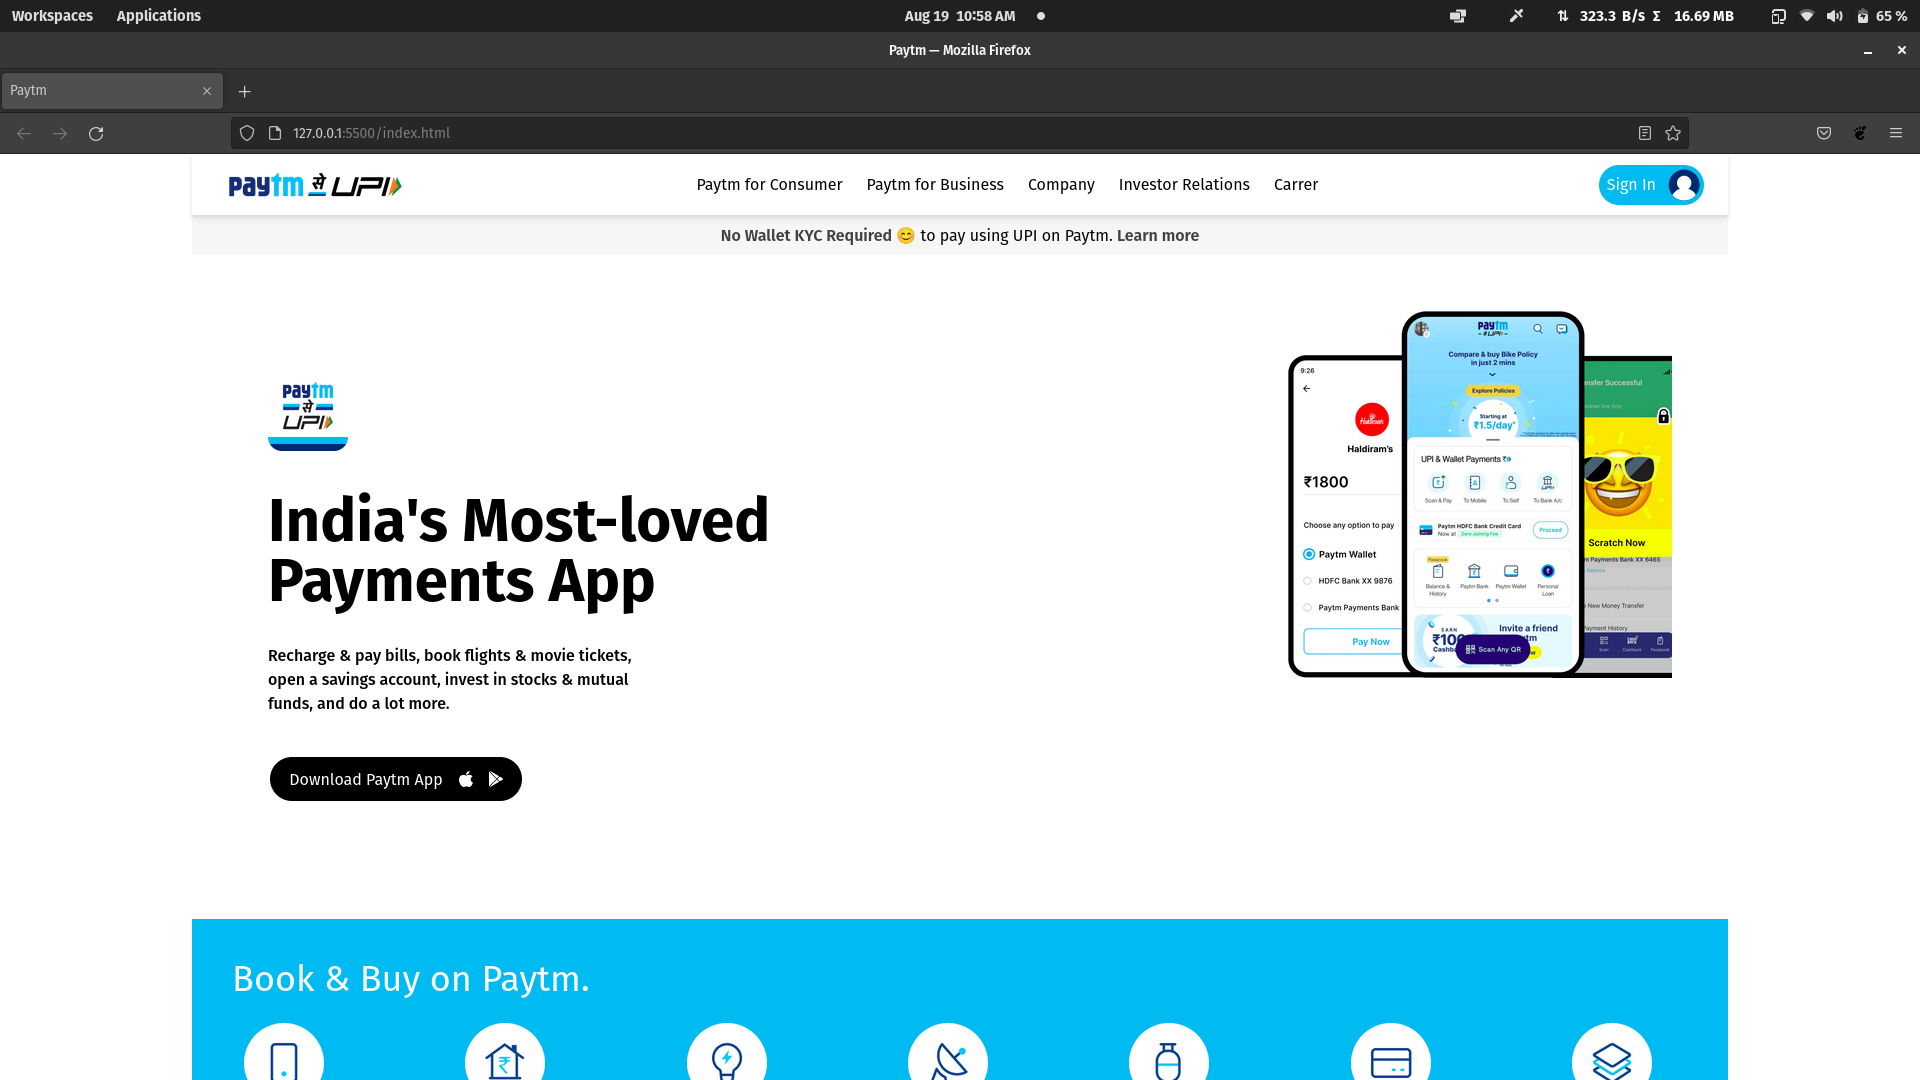 Workspaces Applications Aug 19 10:58 AM 323.3 B/s Σ 16.69 MB 65 %
Paytm — Mozilla Firefox
Paytm
127.0.0.1:5500/index.html
paytm से UPI Paytm for Consumer Paytm for Business Company Investor Relations Carrer Sign In
No Wallet KYC Required 😊 to pay using UPI on Paytm. Learn more
paytm
से
UPI
India's Most-loved
Payments App
Recharge & pay bills, book flights & movie tickets,
open a savings account, invest in stocks & mutual
funds, and do a lot more.
Download Paytm App
9:26
Haldiram's
Haldiram's
₹1800
Choose any option to pay
Paytm Wallet
HDFC Bank XX 9876
Paytm Payments Bank
Pay Now
paytm
से UPI
Compare & buy Bike Policy
in just 2 mins
Explore Policies
Starting at
₹1.5/day*
UPI & Wallet Payments
Scan & Pay To Mobile To Self To Bank A/c
Paytm HDFC Bank Credit Card
Now at Zero Joining Fee
Proceed
Passbook
Balance & History Paytm Bank Paytm Wallet Personal Loan
EARN
₹100
Cashba
Invite a friend
tm
Scan Any QR
nsfer Successful
Scratch Now
m Payments Bank XX 6465
Balance
e New Money Transfer
Payment History
Scan Cashback Passbook
Book & Buy on Paytm.